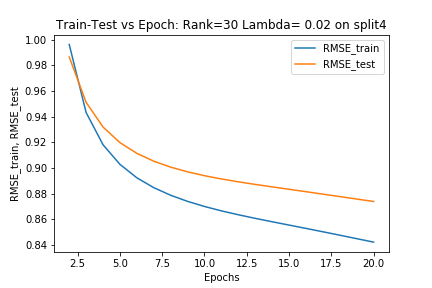 Train-Test vs Epoch: Rank=30 Lambda= 0.02 on split4
RMSE_train
RMSE_test
RMSE_train, RMSE_test
1.00
0.98
0.96
0.94
0.92
0.90
0.88
0.86
0.84
2.5 5.0 7.5 10.0 12.5 15.0 17.5 20.0
Epochs